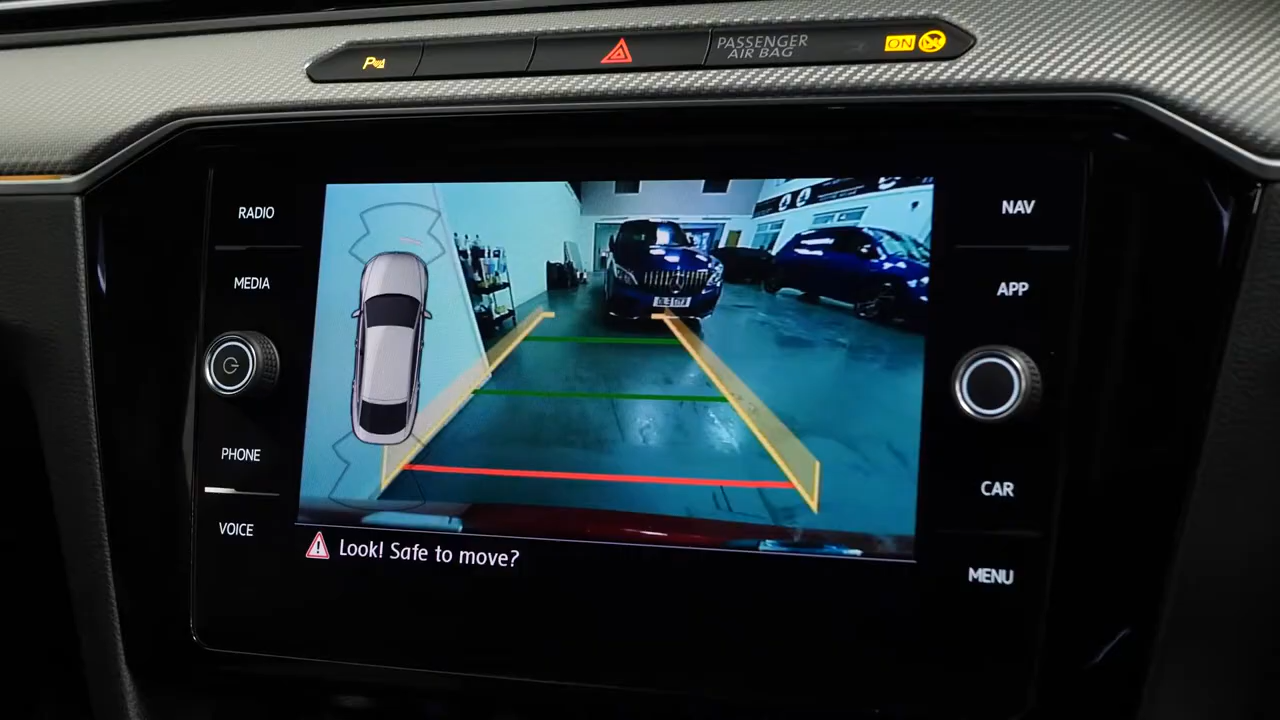 P
PASSENGER
AIR BAG
ON
RADIO
MEDIA
PHONE
VOICE
NAV
APP
CAR
MENU
Look! Safe to move?